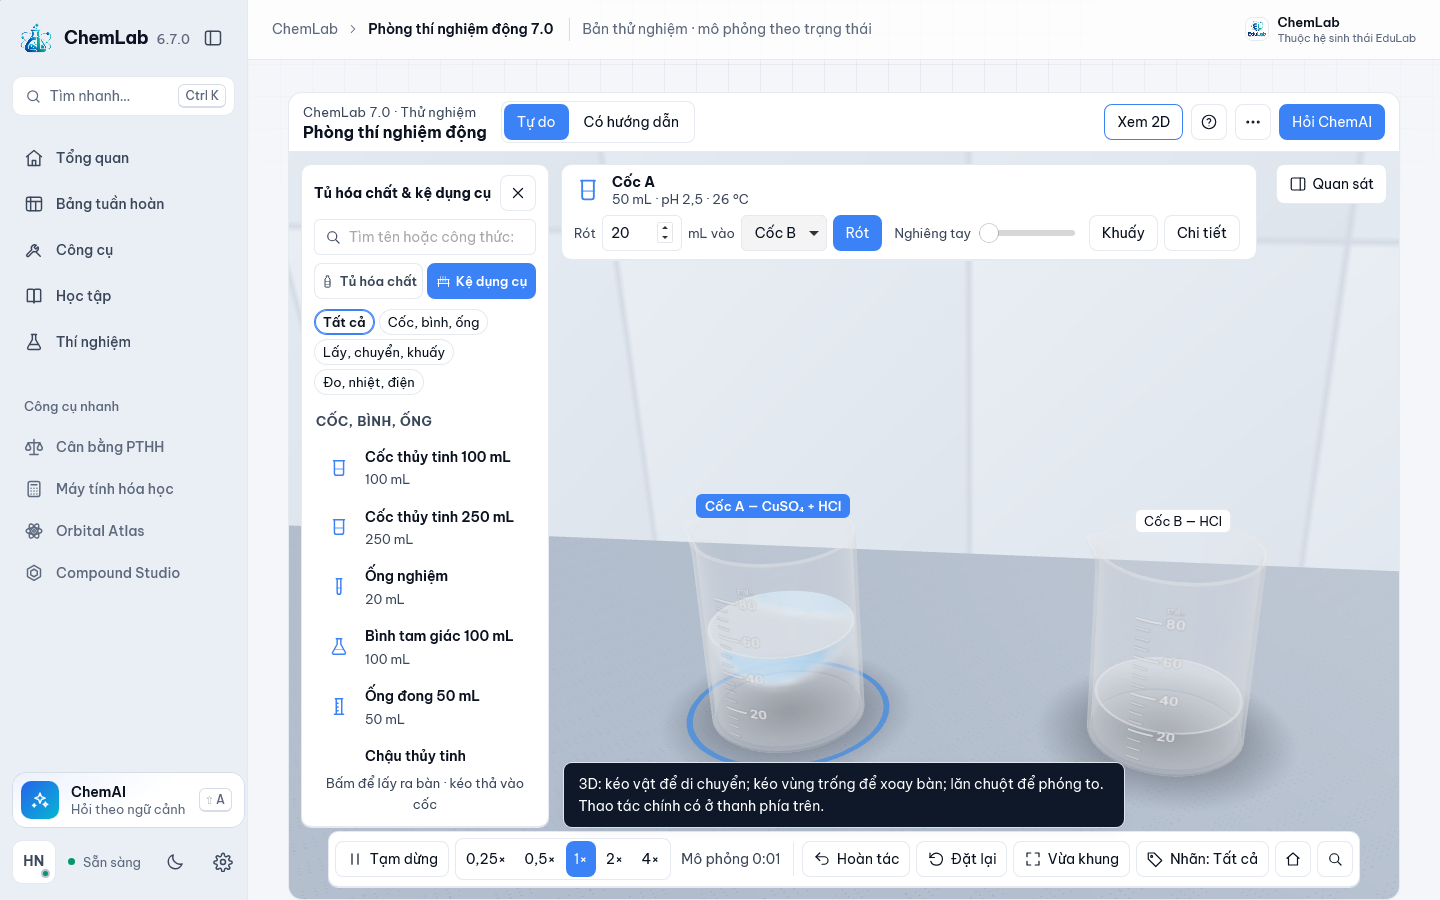 ChemLab 6.7.0
Tìm nhanh... Ctrl K
Tổng quan
Bảng tuần hoàn
Công cụ
Học tập
Thí nghiệm
Công cụ nhanh
Cân bằng PTHH
Máy tính hóa học
Orbital Atlas
Compound Studio
ChemAI
Hỏi theo ngữ cảnh
⇧ A
HN
Sẵn sàng
ChemLab > Phòng thí nghiệm động 7.0 Bản thử nghiệm · mô phỏng theo trạng thái
EduLab
ChemLab
Thuộc hệ sinh thái EduLab
ChemLab 7.0 · Thử nghiệm
Phòng thí nghiệm động
Tự do Có hướng dẫn
Xem 2D Hỏi ChemAI
Tủ hóa chất & kệ dụng cụ
Tìm tên hoặc công thức:
Tủ hóa chất Kệ dụng cụ
Tất cả Cốc, bình, ống
Lấy, chuyển, khuấy
Đo, nhiệt, điện
CỐC, BÌNH, ỐNG
Cốc thủy tinh 100 mL
100 mL
Cốc thủy tinh 250 mL
250 mL
Ống nghiệm
20 mL
Bình tam giác 100 mL
100 mL
Ống đong 50 mL
50 mL
Chậu thủy tinh
Bấm để lấy ra bàn · kéo thả vào
cốc
Cốc A
50 mL · pH 2,5 · 26 °C
Rót 20 mL vào Cốc B Rót Nghiêng tay Khuấy Chi tiết
Quan sát
Cốc A — CuSO₄ + HCl
80
60
40
20
Cốc B — HCl
80
60
40
20
3D: kéo vật để di chuyển; kéo vùng trống để xoay bàn; lăn chuột để phóng to.
Thao tác chính có ở thanh phía trên.
Tạm dừng 0,25× 0,5× 1× 2× 4× Mô phỏng 0:01 Hoàn tác Đặt lại Vừa khung Nhãn: Tất cả